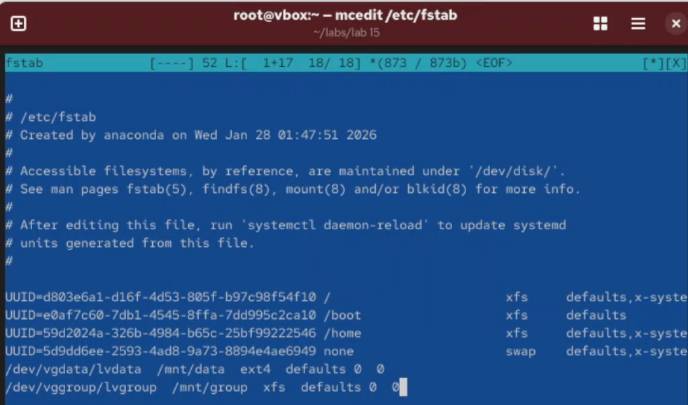 root@vbox:~ — mcedit /etc/fstab
~/labs/lab 15
fstab [----] 52 L:[ 1+17 18/ 18] *(873 / 873b) <EOF> [*][X]
#
# /etc/fstab
# Created by anaconda on Wed Jan 28 01:47:51 2026
#
# Accessible filesystems, by reference, are maintained under '/dev/disk/'.
# See man pages fstab(5), findfs(8), mount(8) and/or blkid(8) for more info.
#
# After editing this file, run 'systemctl daemon-reload' to update systemd
# units generated from this file.
#
UUID=d803e6a1-d16f-4d53-805f-b97c98f54f10 / xfs defaults,x-syste
UUID=e0af7c60-7db1-4545-8ffa-7dd995c2ca10 /boot xfs defaults
UUID=59d2024a-326b-4984-b65c-25bf99222546 /home xfs defaults,x-syste
UUID=5d9dd6ee-2593-4ad8-9a73-8894e4ae6949 none swap defaults,x-syste
/dev/vgdata/lvdata /mnt/data ext4 defaults 0 0
/dev/vggroup/lvgroup /mnt/group xfs defaults 0 0